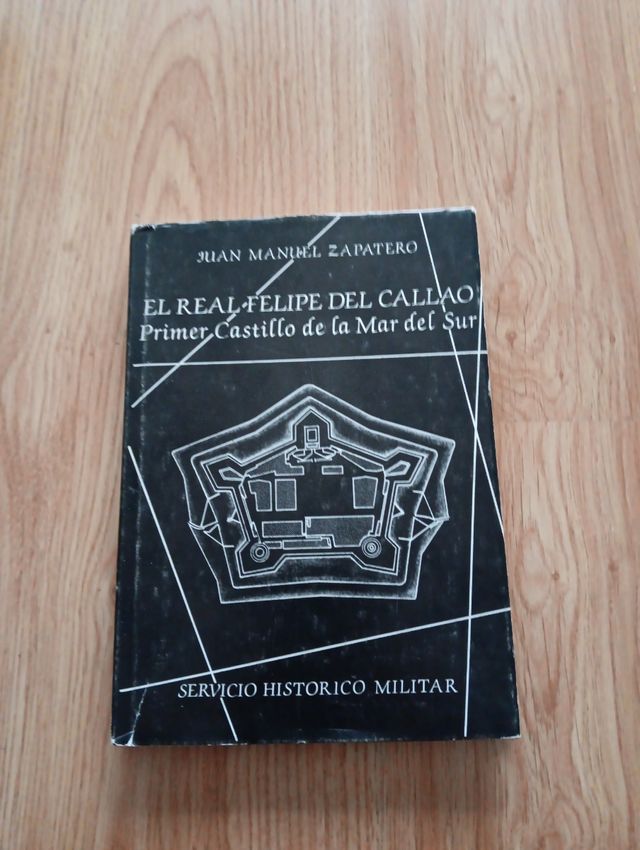 JUAN MANUEL ZAPATERO
EL REAL FELIPE DEL CALLAO
Primer Castillo de la Mar del Sur
SERVICIO HISTORICO MILITAR